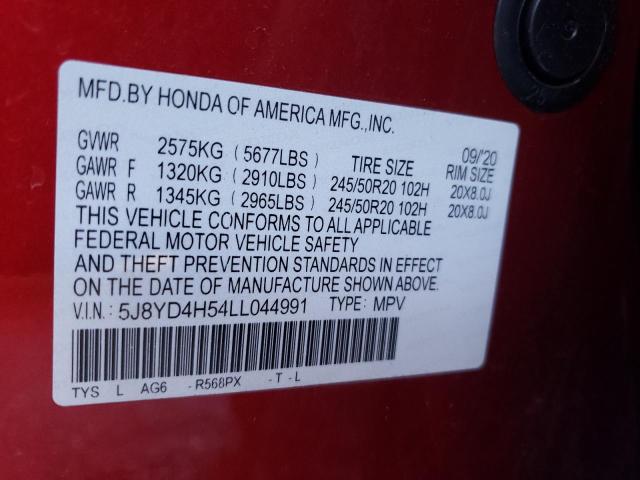 MFD.BY HONDA OF AMERICA MFG.,INC.
09/'20
GVWR 2575KG (5677LBS) TIRE SIZE RIM SIZE
GAWR F 1320KG (2910LBS) 245/50R20 102H 20X8.0J
GAWR R 1345KG (2965LBS) 245/50R20 102H 20X8.0J
THIS VEHICLE CONFORMS TO ALL APPLICABLE
FEDERAL MOTOR VEHICLE SAFETY
AND THEFT PREVENTION STANDARDS IN EFFECT
ON THE DATE OF MANUFACTURE SHOWN ABOVE.
V.I.N.: 5J8YD4H54LL044991 TYPE: MPV
TYS L AG6 -R568PX -T -L